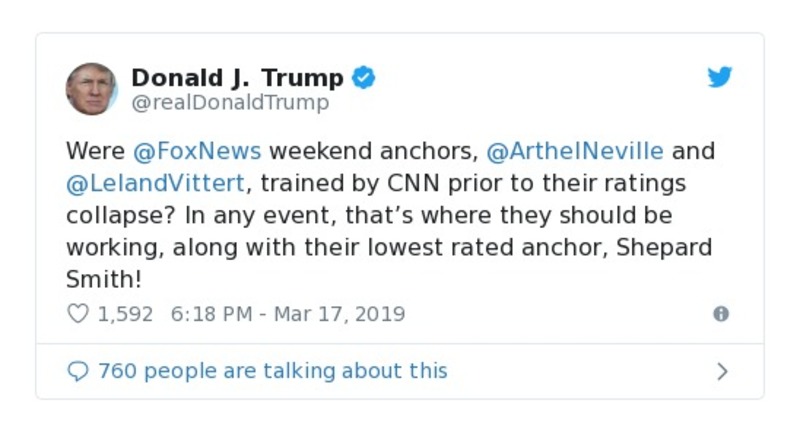 Donald J. Trump
@realDonaldTrump
Were @FoxNews weekend anchors, @ArthelNeville and
@LelandVittert, trained by CNN prior to their ratings
collapse? In any event, that’s where they should be
working, along with their lowest rated anchor, Shepard
Smith!
1,592 6:18 PM - Mar 17, 2019
760 people are talking about this